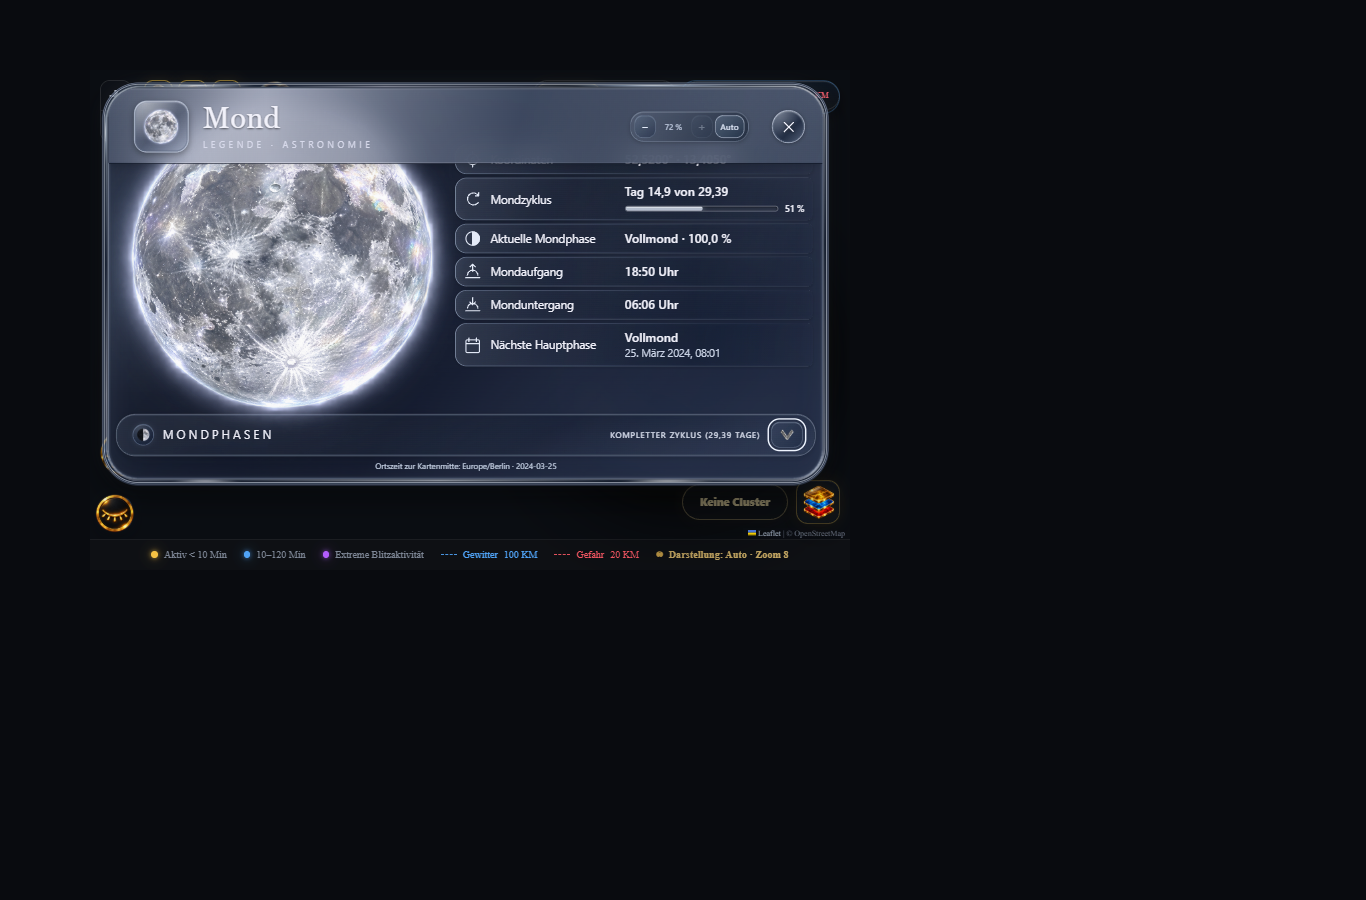 Mond
LEGENDE · ASTRONOMIE
− 72 % + Auto
KM
Mondzyklus
Tag 14,9 von 29,39
51 %
Aktuelle Mondphase
Vollmond · 100,0 %
Mondaufgang
18:50 Uhr
Monduntergang
06:06 Uhr
Nächste Hauptphase
Vollmond
25. März 2024, 08:01
MONDPHASEN
KOMPLETTER ZYKLUS (29,39 TAGE)
Ortszeit zur Kartenmitte: Europe/Berlin · 2024-03-25
Keine Cluster
Leaflet | © OpenStreetMap
Aktiv < 10 Min
10–120 Min
Extreme Blitzaktivität
Gewitter 100 KM
Gefahr 20 KM
Darstellung: Auto · Zoom 8